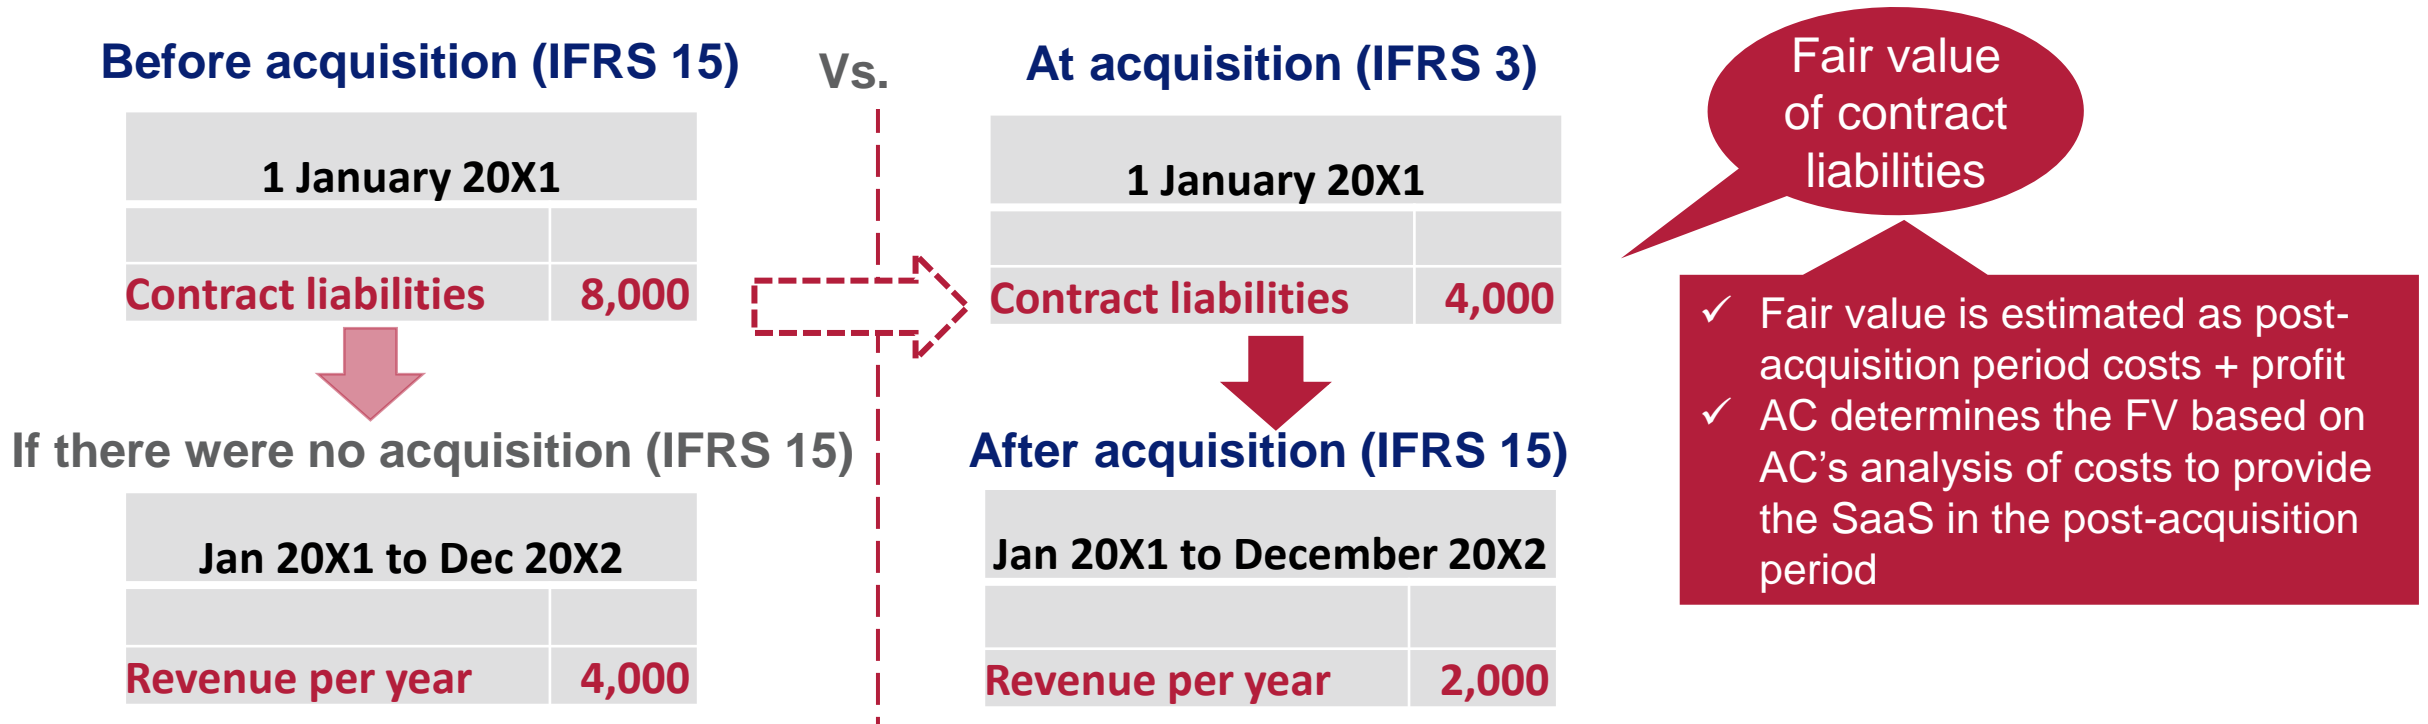 Before acquisition (IFRS 15)
1 January 20X1
Contract liabilities 8,000
If there were no acquisition (IFRS 15)
Jan 20X1 to Dec 20X2
Revenue per year 4,000
Vs.
At acquisition (IFRS 3)
1 January 20X1
Contract liabilities 4,000
After acquisition (IFRS 15)
Jan 20X1 to December 20X2
Revenue per year 2,000
Fair value
of contract
liabilities
✓ Fair value is estimated as post-
acquisition period costs + profit
✓ AC determines the FV based on
AC’s analysis of costs to provide
the SaaS in the post-acquisition
period